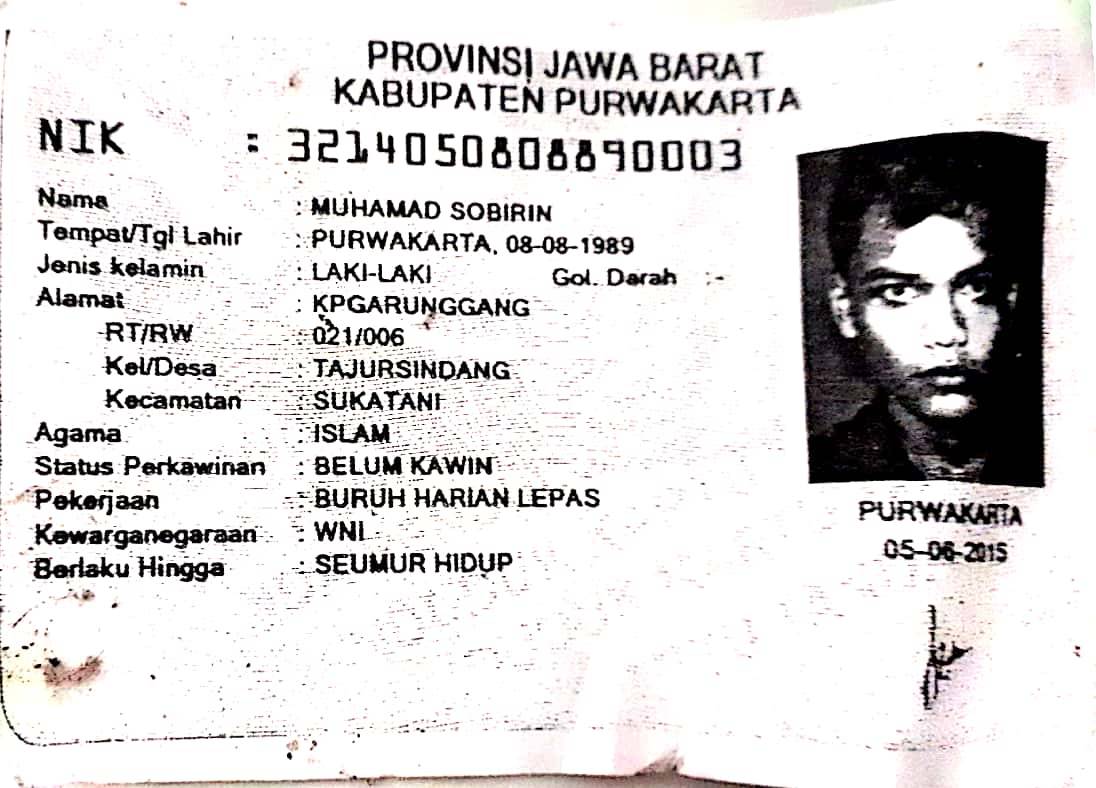 PROVINSI JAWA BARAT
KABUPATEN PURWAKARTA
NIK : 3214050808890003
Nama : MUHAMAD SOBIRIN
Tempat/Tgl Lahir : PURWAKARTA, 08-08-1989
Jenis kelamin : LAKI-LAKI Gol. Darah :-
Alamat : KPGARUNGGANG
RT/RW : 021/006
Kel/Desa : TAJURSINDANG
Kecamatan : SUKATANI
Agama : ISLAM
Status Perkawinan : BELUM KAWIN
Pekerjaan : BURUH HARIAN LEPAS
Kewarganegaraan : WNI
Berlaku Hingga : SEUMUR HIDUP
PURWAKARTA
05-06-2015